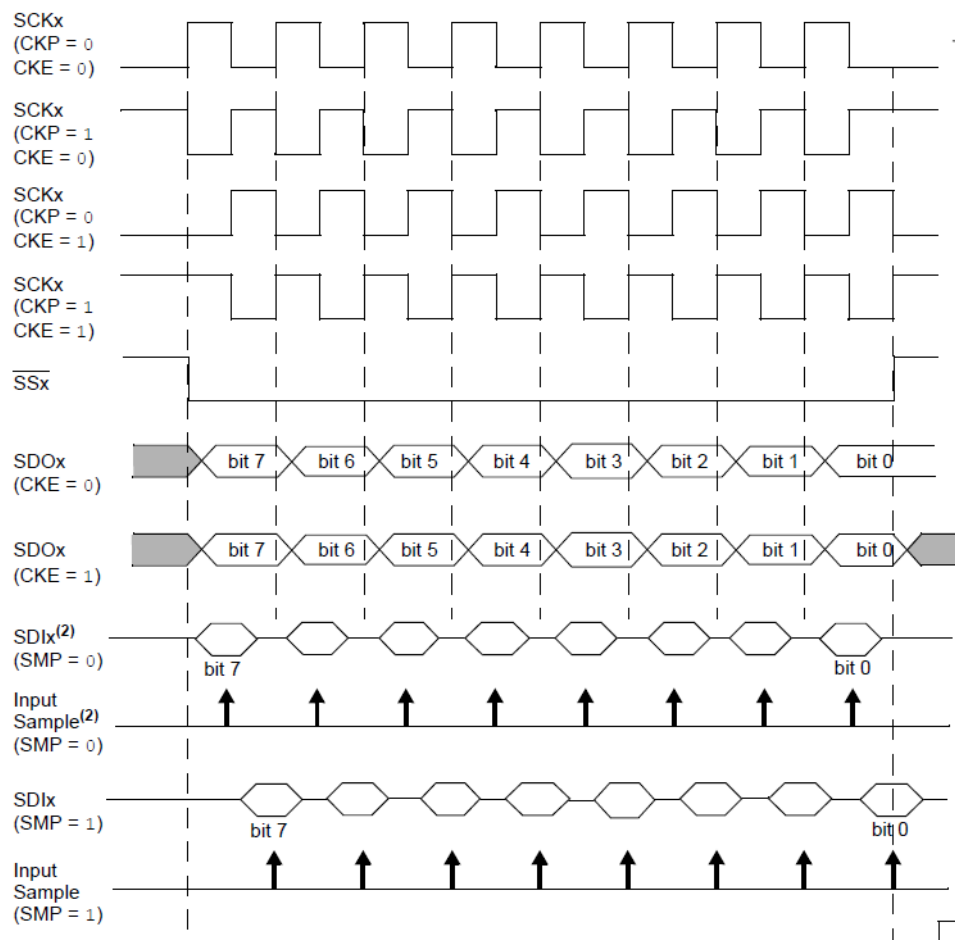 SCKx
(CKP = 0
CKE = 0)
SCKx
(CKP = 1
CKE = 0)
SCKx
(CKP = 0
CKE = 1)
SCKx
(CKP = 1
CKE = 1)
SSx
SDOx
(CKE = 0)
bit 7 bit 6 bit 5 bit 4 bit 3 bit 2 bit 1 bit 0
SDOx
(CKE = 1)
bit 7 bit 6 bit 5 bit 4 bit 3 bit 2 bit 1 bit 0
SDIx(2)
(SMP = 0)
bit 7 bit 0
Input
Sample(2)
(SMP = 0)
SDIx
(SMP = 1)
bit 7 bit 0
Input
Sample
(SMP = 1)